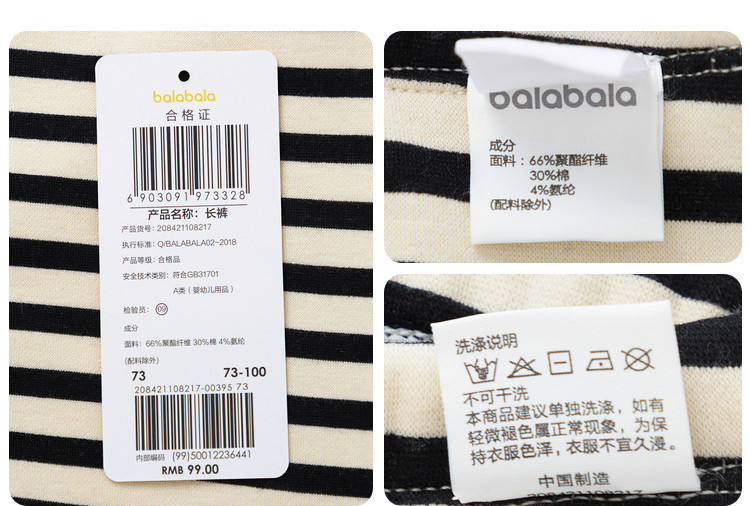 balabala
合格证
6 903091 973328
产品名称：长裤
产品货号：208421108217
执行标准：Q/BALABALA02-2018
产品等级：合格品
安全技术类别：符合GB31701
A类（婴幼儿用品）
检验员：09
成分
面料：66%聚酯纤维 30%棉 4%氨纶
(配料除外)
73 73-100
208421108217-00395 73
内部编码 (99)50012236441
RMB 99.00
balabala
成分
面料：66%聚酯纤维
30%棉
4%氨纶
(配料除外)
洗涤说明
不可干洗
本商品建议单独洗涤，如有
轻微褪色属正常现象，为保
持衣服色泽，衣服不宜久浸。
中国制造
208421108217